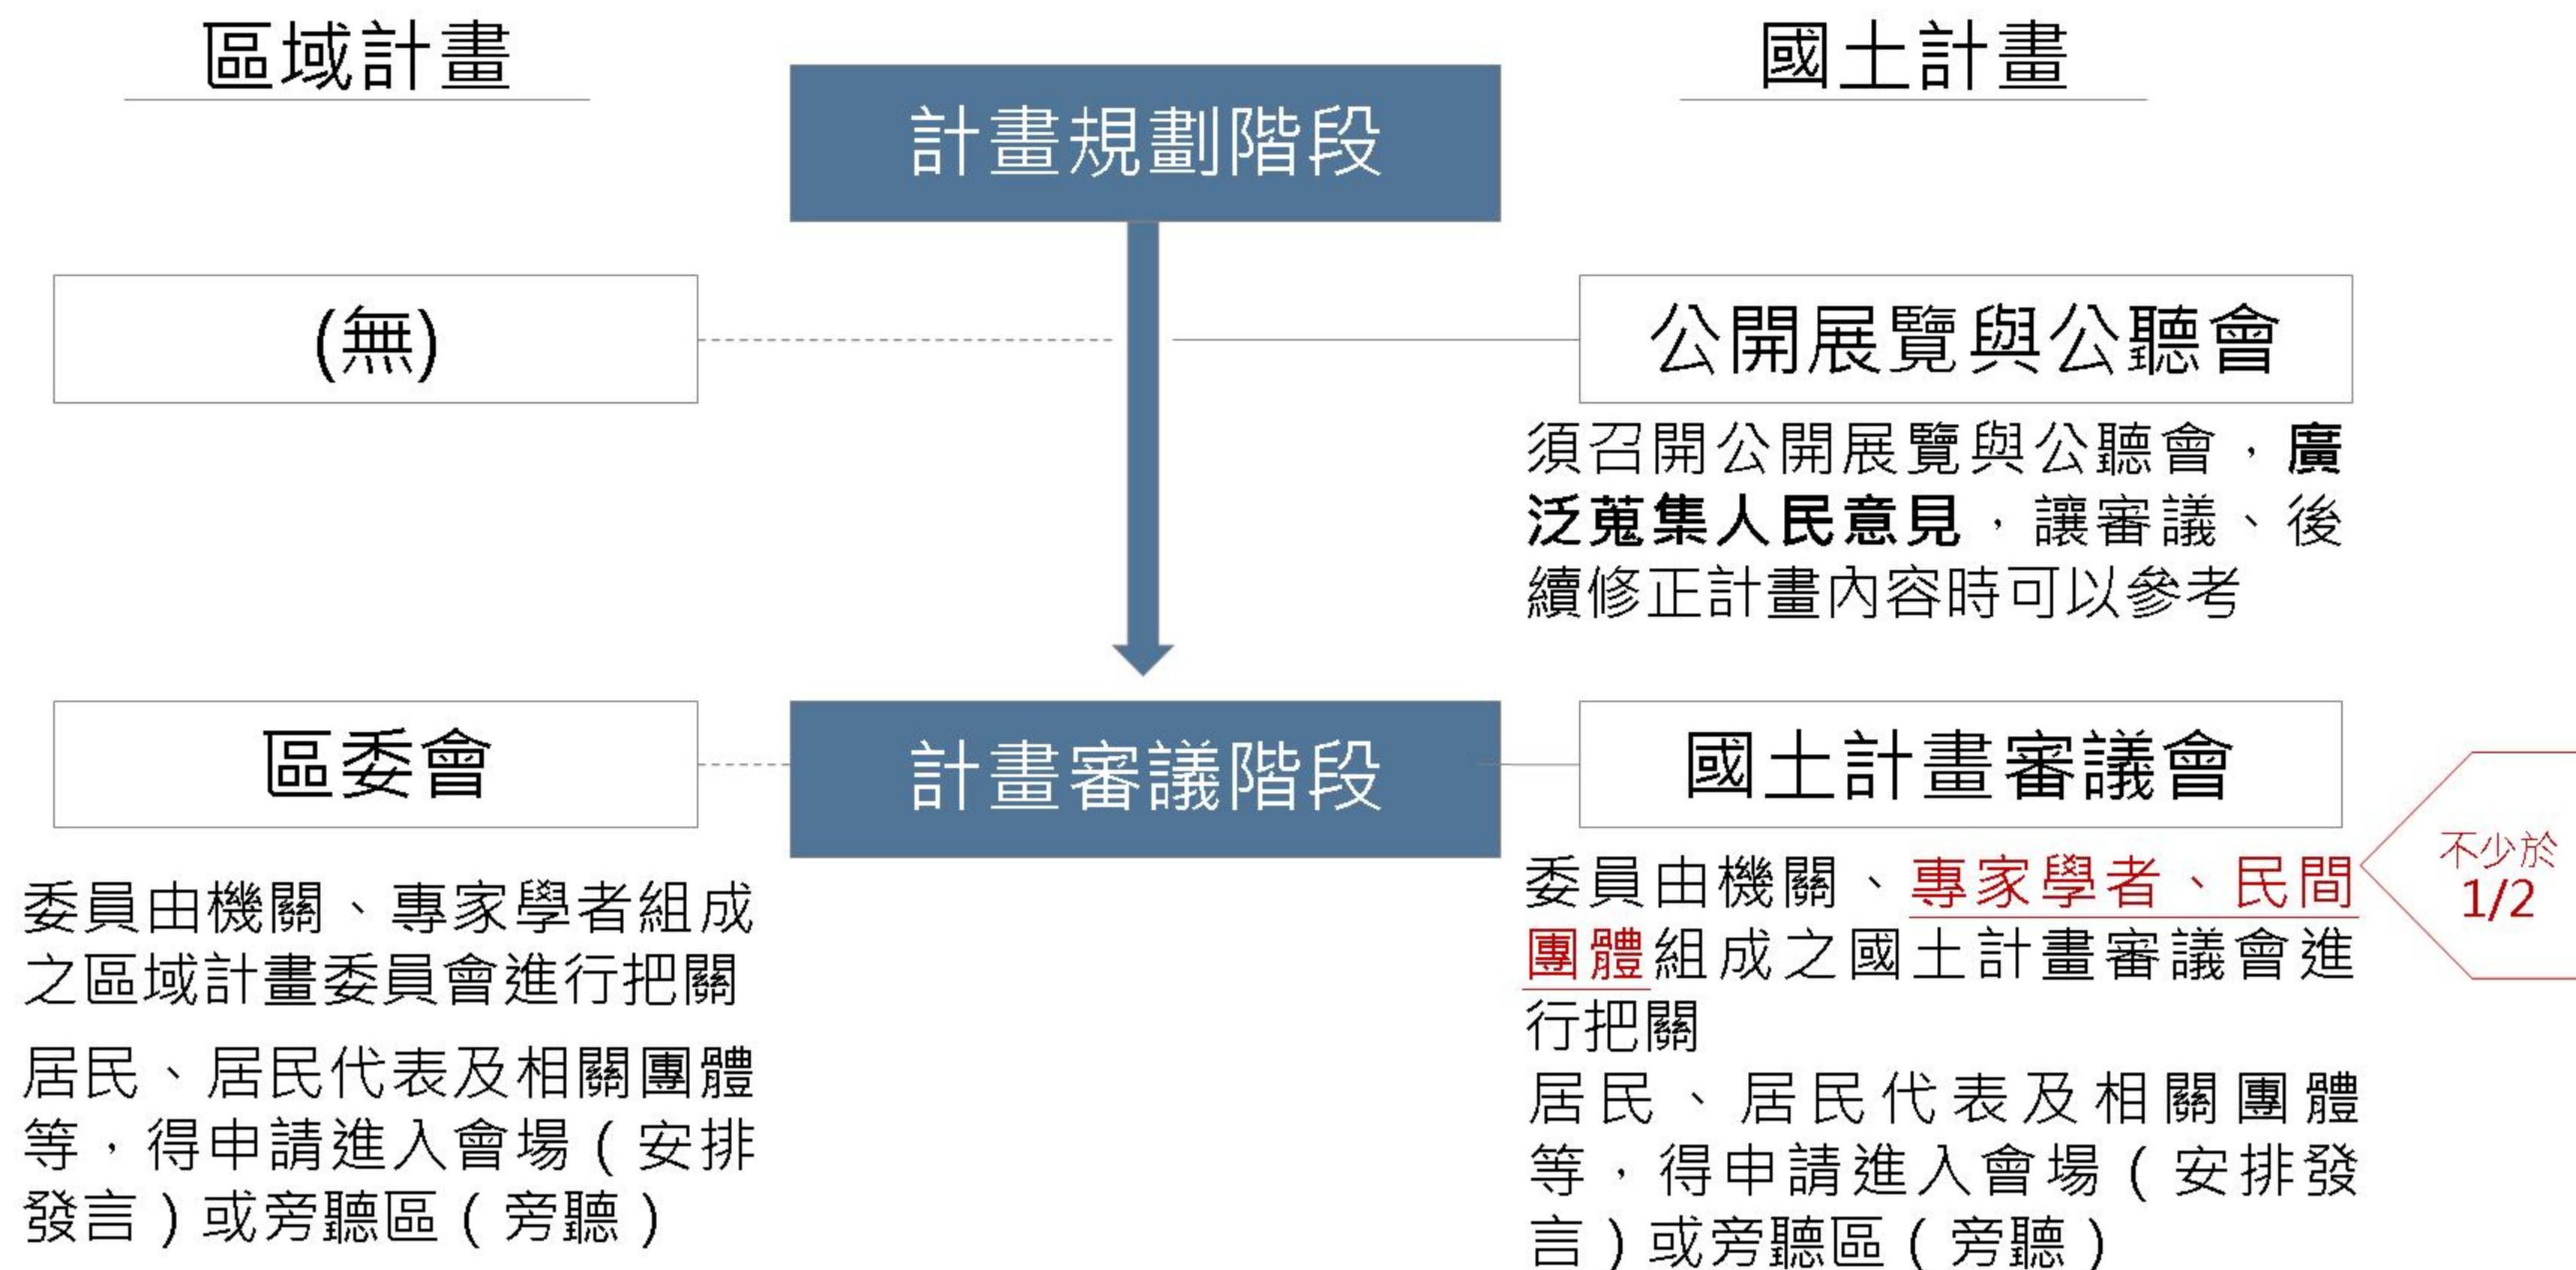 區域計畫
國土計畫
計畫規劃階段
(無)
公開展覽與公聽會
須召開公開展覽與公聽會，廣
泛蒐集人民意見，讓審議、後
續修正計畫內容時可以參考
區委會
計畫審議階段
國土計畫審議會
委員由機關、專家學者組成
之區域計畫委員會進行把關
居民、居民代表及相關團體
等，得申請進入會場（安排
發言）或旁聽區（旁聽）
委員由機關、專家學者、民間
團體組成之國土計畫審議會進
行把關
居民、居民代表及相關團體
等，得申請進入會場（安排發
言）或旁聽區（旁聽）
不少於
1/2